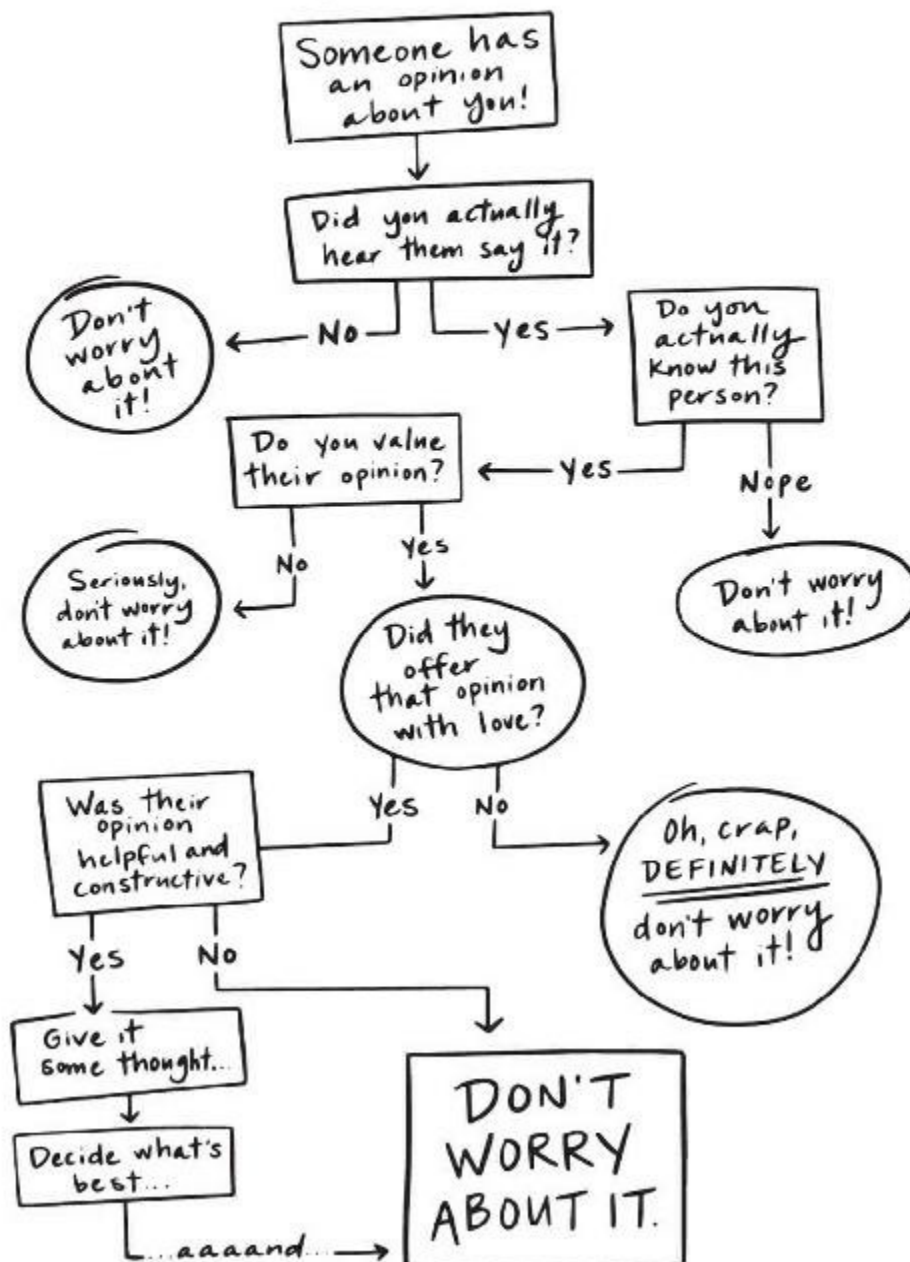 Someone has
an opinion
about you!
Did you actually
hear them say it?
Don't
worry
about
it!
No
Yes
Do you
actually
know this
person?
Do you value
their opinion?
Yes
Nope
No
Yes
Seriously,
don't worry
about it!
Don't worry
about it!
Did they
offer
that opinion
with love?
Was their
opinion
helpful and
constructive?
Yes
No
Oh, crap,
DEFINITELY
don't worry
about it!
Yes
No
Give it
some thought...
Decide what's
best...
...aaaand...
DON'T
WORRY
ABOUT IT.